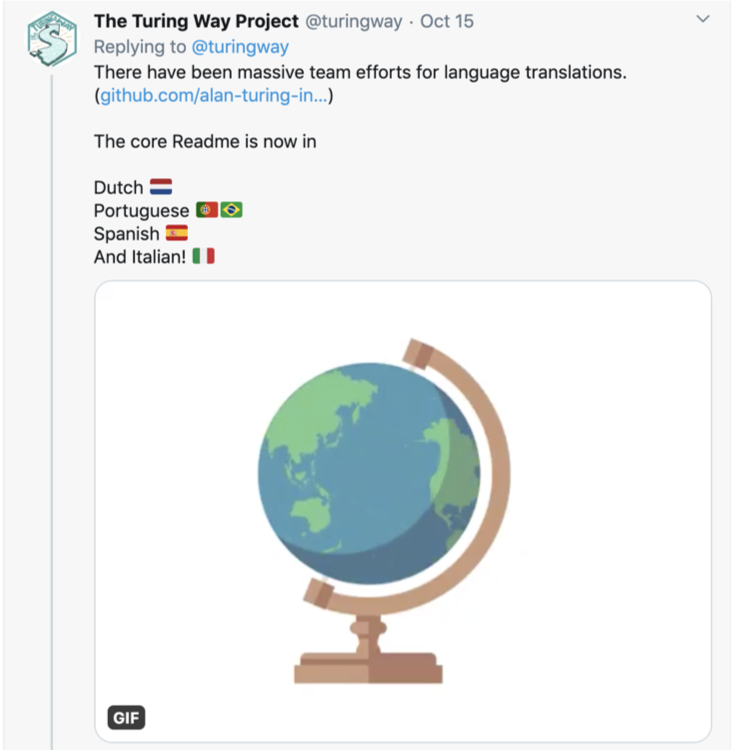 The Turing Way Project @turingway · Oct 15
Replying to @turingway
There have been massive team efforts for language translations.
(github.com/alan-turing-in...)
The core Readme is now in
Dutch 🇳🇱
Portuguese 🇵🇹🇧🇷
Spanish 🇪🇸
And Italian! 🇮🇹
GIF